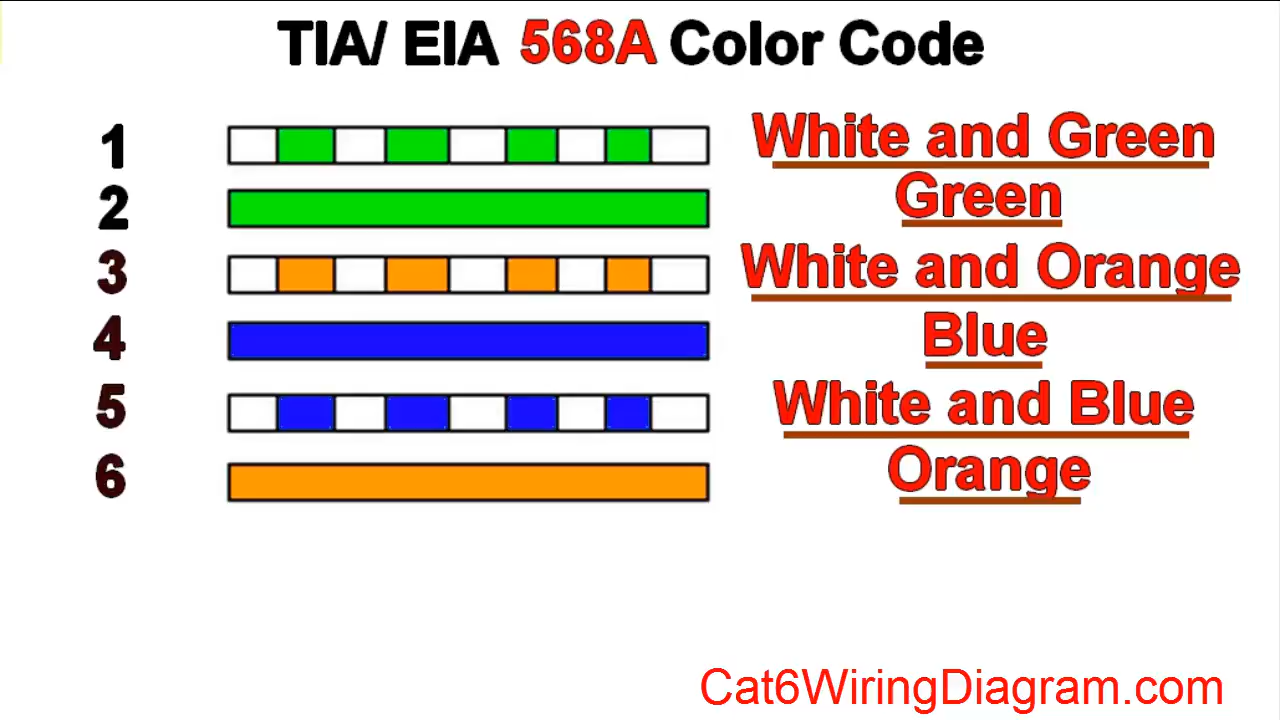 TIA/ EIA 568A Color Code
1 White and Green
2 Green
3 White and Orange
4 Blue
5 White and Blue
6 Orange
Cat6WiringDiagram.com